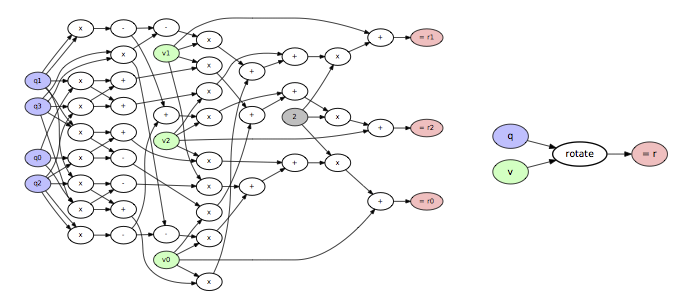 x - -
x + = r1
x v1 + x
x +
q1 x +
x +
q3 x +
+ x + 2 x
x + + = r2 q
v2
q0 x - x + x rotate = r
v
q2 x - x +
+ = r0
x + x
x - - x
v0
x